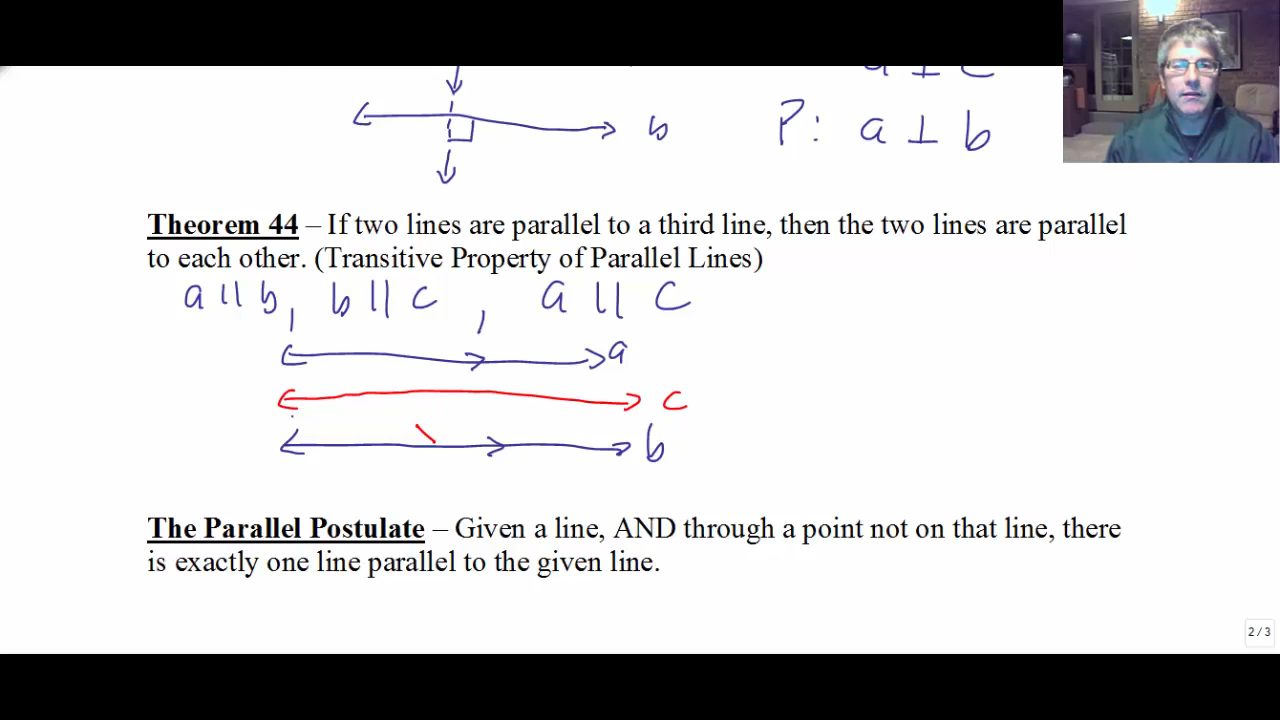 a ⊥ c
b
P: a ⊥ b
Theorem 44 – If two lines are parallel to a third line, then the two lines are parallel
to each other. (Transitive Property of Parallel Lines)
a || b, b || c, a || c
a
c
b
The Parallel Postulate – Given a line, AND through a point not on that line, there
is exactly one line parallel to the given line.
2 / 3